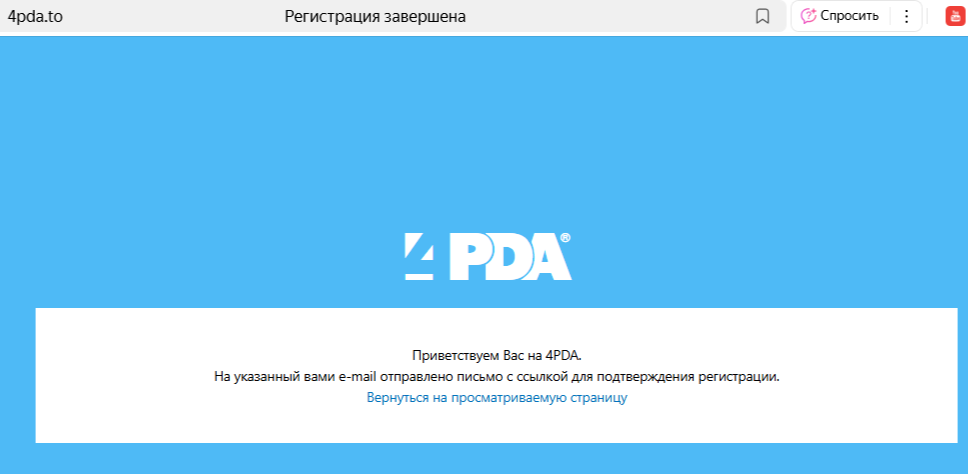 4pda.to Регистрация завершена Спросить
4PDA®
Приветствуем Вас на 4PDA.
На указанный вами e-mail отправлено письмо с ссылкой для подтверждения регистрации.
Вернуться на просматриваемую страницу